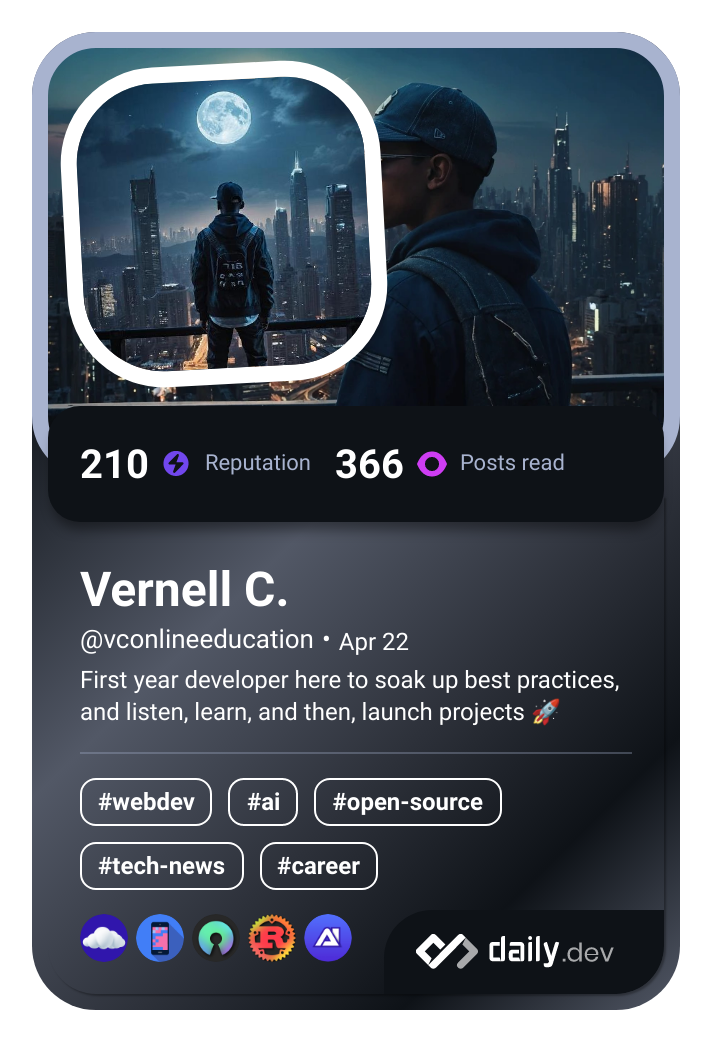 210 Reputation 366 Posts read
Vernell C.
@vconlineeducation • Apr 22
First year developer here to soak up best practices,
and listen, learn, and then, launch projects 🚀
#webdev #ai #open-source
#tech-news #career
R
daily.dev